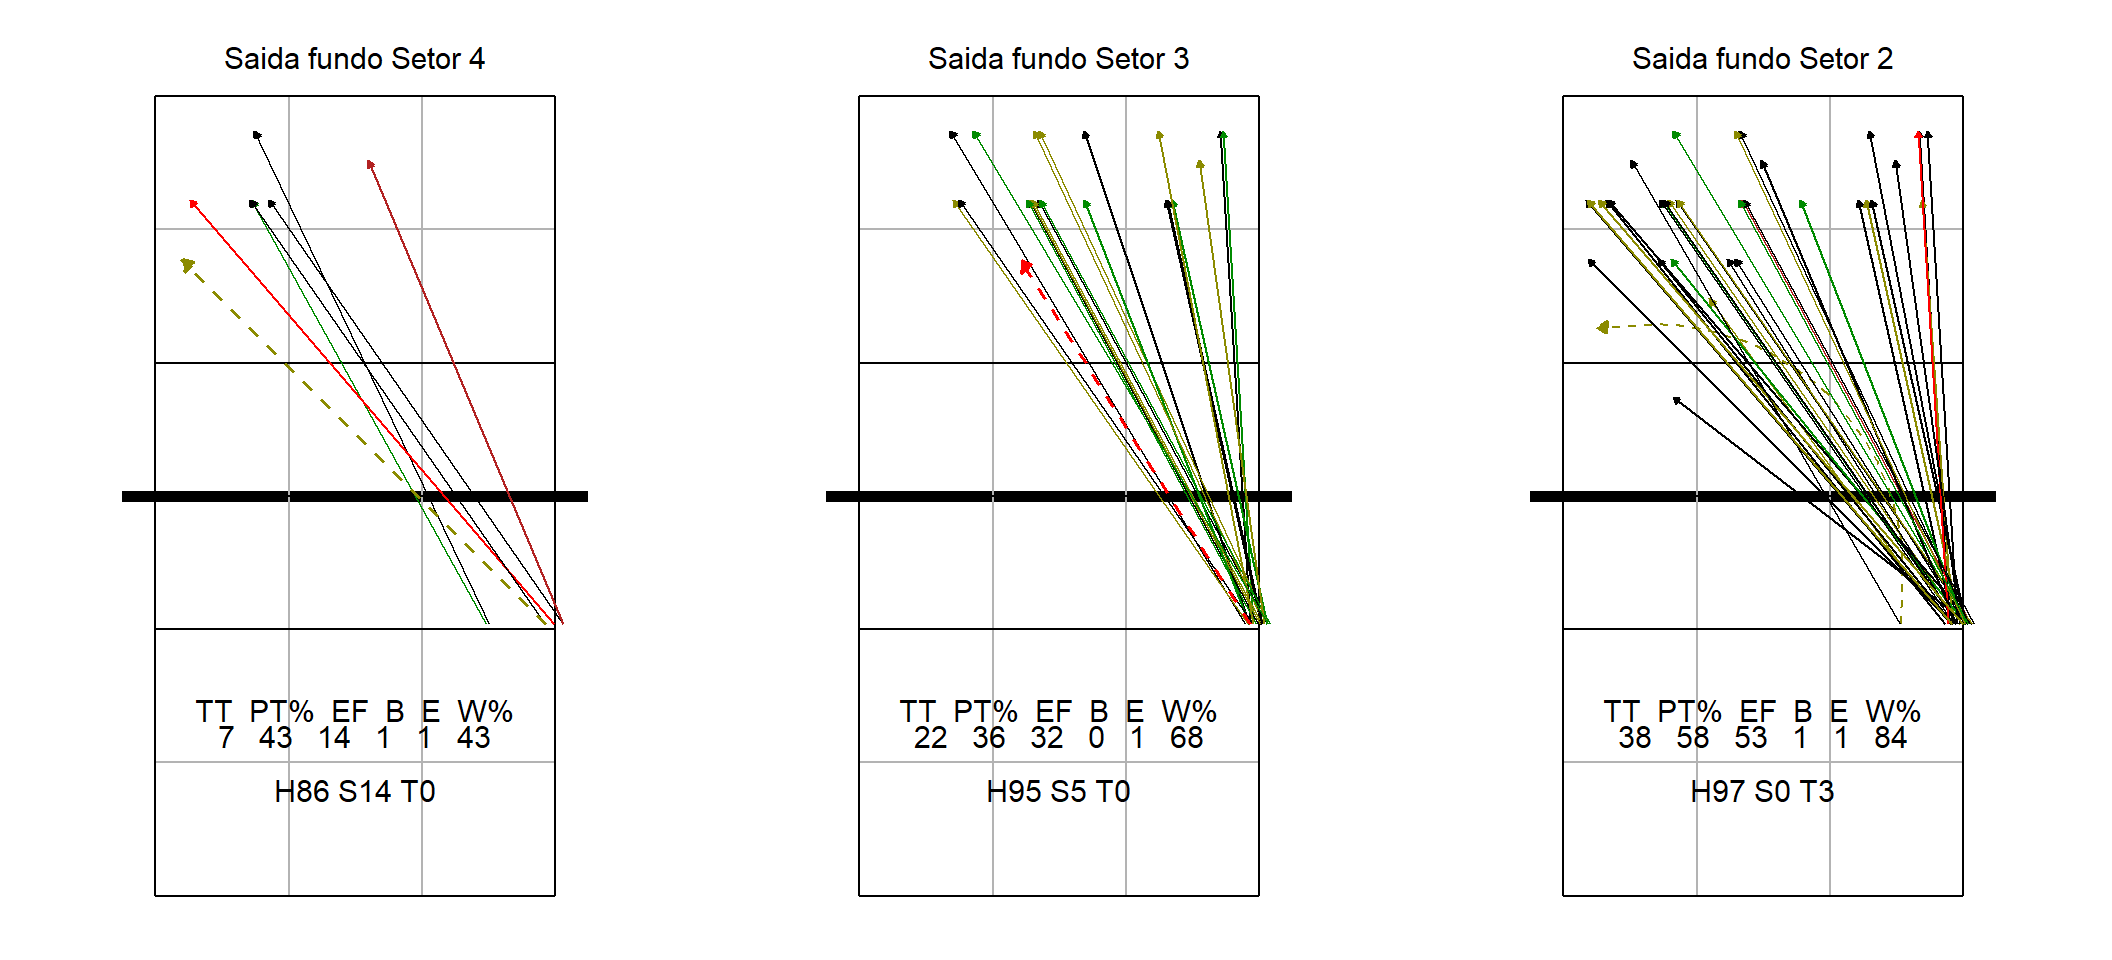 Saida fundo Setor 4
TT PT% EF B E W%
7 43 14 1 1 43
H86 S14 T0
Saida fundo Setor 3
TT PT% EF B E W%
22 36 32 0 1 68
H95 S5 T0
Saida fundo Setor 2
TT PT% EF B E W%
38 58 53 1 1 84
H97 S0 T3